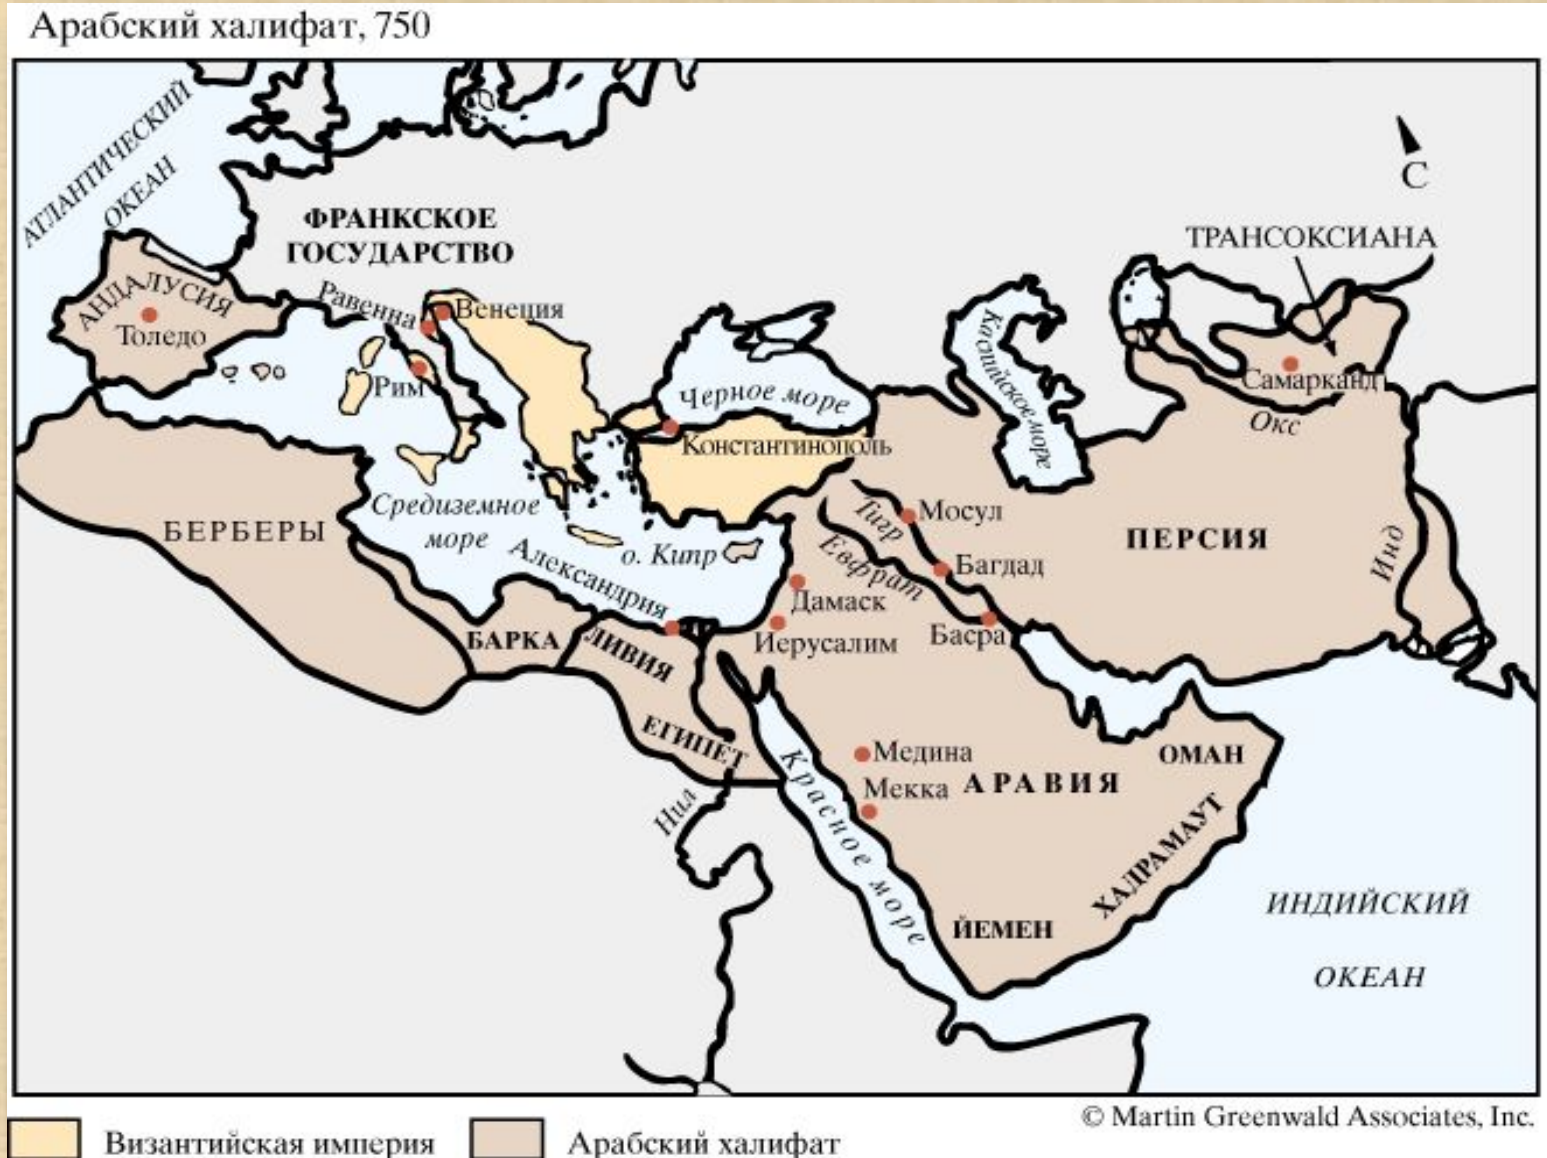 Арабский халифат, 750
АТЛАНТИЧЕСКИЙ
ОКЕАН
С
ФРАНКСКОЕ
ГОСУДАРСТВО
ТРАНСОКСИАНА
АНДАЛУСИЯ
Толедо
Равенна
Венеция
Рим
Черное море
Каспийское море
Самарканд
Окс
Константинополь
Средиземное
море
БЕРБЕРЫ
о. Кипр
Александрия
Тигр
Мосул
Евфрат
Багдад
ПЕРСИЯ
Инд
Дамаск
Иерусалим
Басра
БАРКА
ЛИВИЯ
ЕГИПЕТ
Нил
Красное море
Медина
Мекка
АРАВИЯ
ОМАН
ХАДРАМАУТ
ЙЕМЕН
ИНДИЙСКИЙ
ОКЕАН
© Martin Greenwald Associates, Inc.
Византийская империя
Арабский халифат